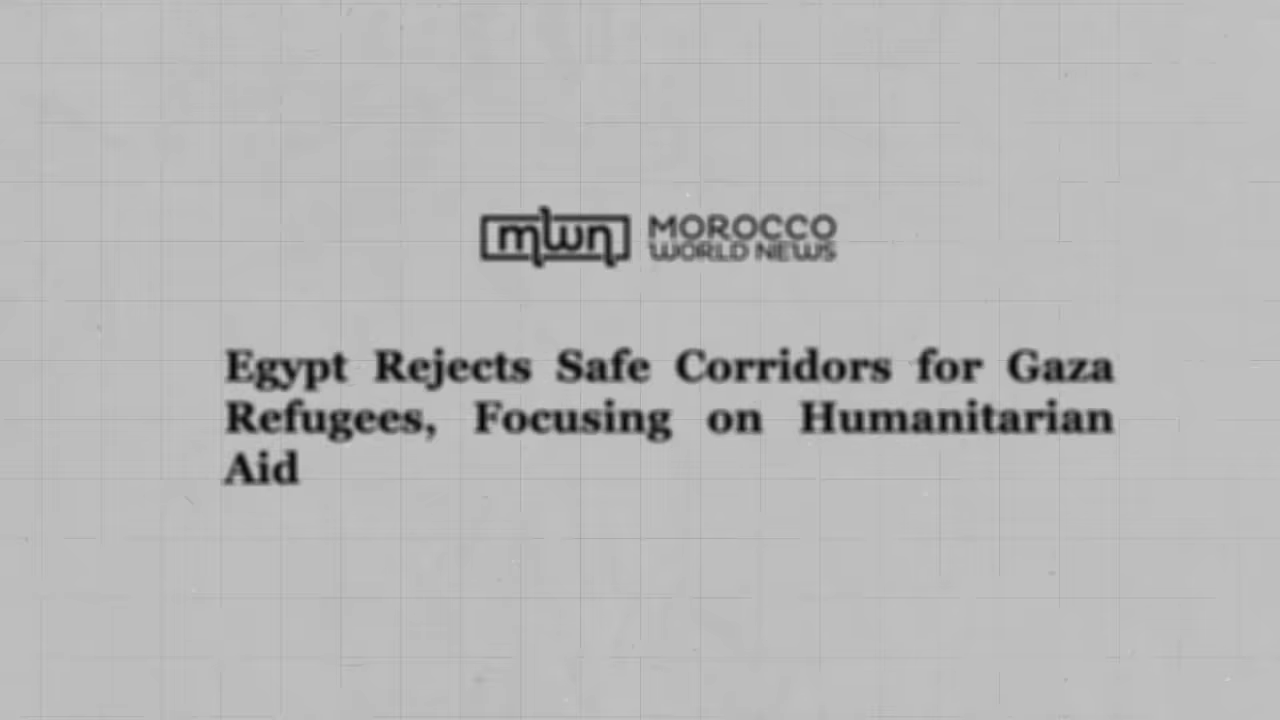 mwn MOROCCO
WORLD NEWS
Egypt Rejects Safe Corridors for Gaza
Refugees, Focusing on Humanitarian
Aid